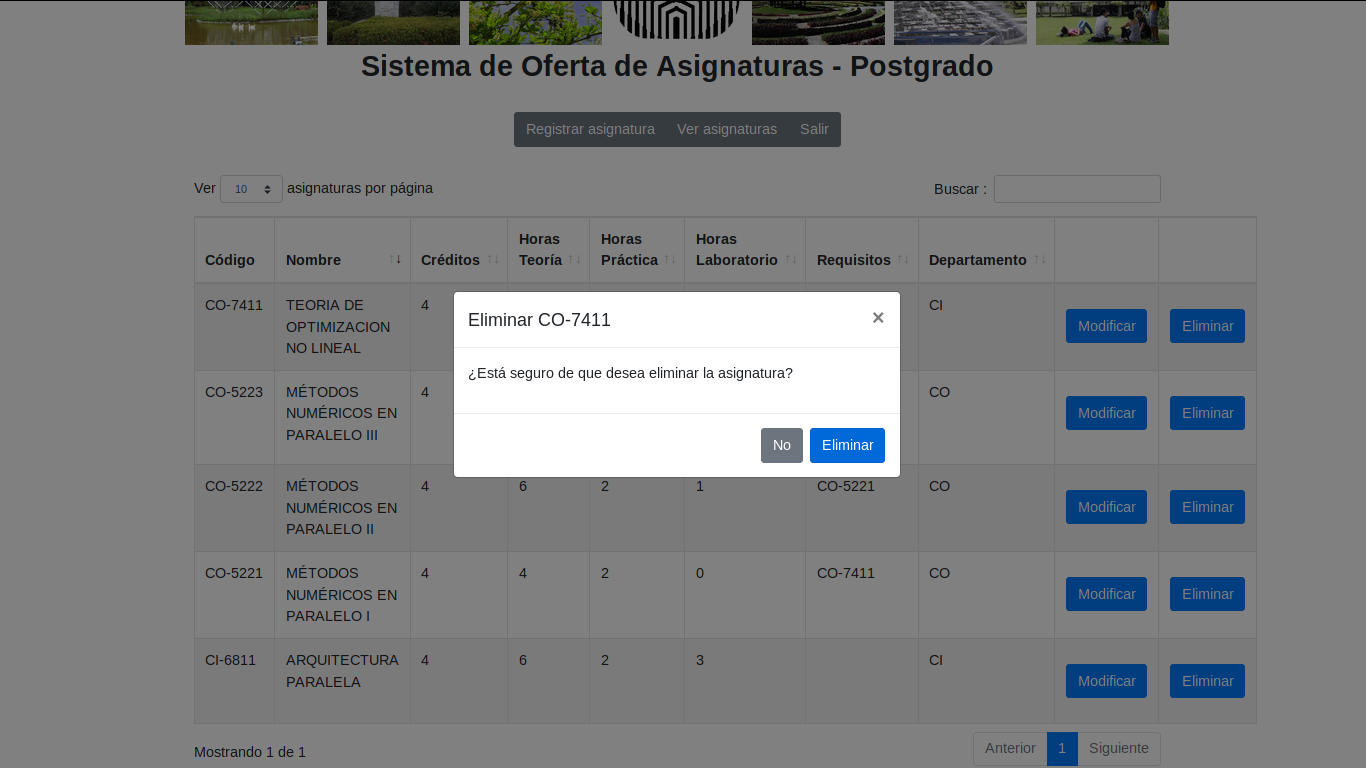 Sistema de Oferta de Asignaturas - Postgrado
Registrar asignatura Ver asignaturas Salir
Ver 10 asignaturas por página Buscar :
Código Nombre Créditos Horas Teoría Horas Práctica Horas Laboratorio Requisitos Departamento
CO-7411 TEORIA DE OPTIMIZACION NO LINEAL 4 CI Modificar Eliminar
Eliminar CO-7411 ×
¿Está seguro de que desea eliminar la asignatura?
No Eliminar
CO-5223 MÉTODOS NUMÉRICOS EN PARALELO III 4 CO Modificar Eliminar
CO-5222 MÉTODOS NUMÉRICOS EN PARALELO II 4 6 2 1 CO-5221 CO Modificar Eliminar
CO-5221 MÉTODOS NUMÉRICOS EN PARALELO I 4 4 2 0 CO-7411 CO Modificar Eliminar
CI-6811 ARQUITECTURA PARALELA 4 6 2 3 CI Modificar Eliminar
Mostrando 1 de 1 Anterior 1 Siguiente